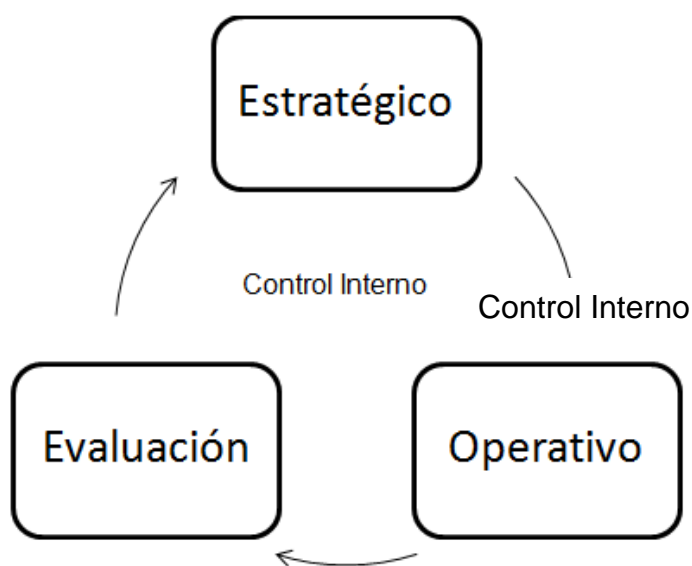 Estratégico
Control Interno
Control Interno
Evaluación
Operativo